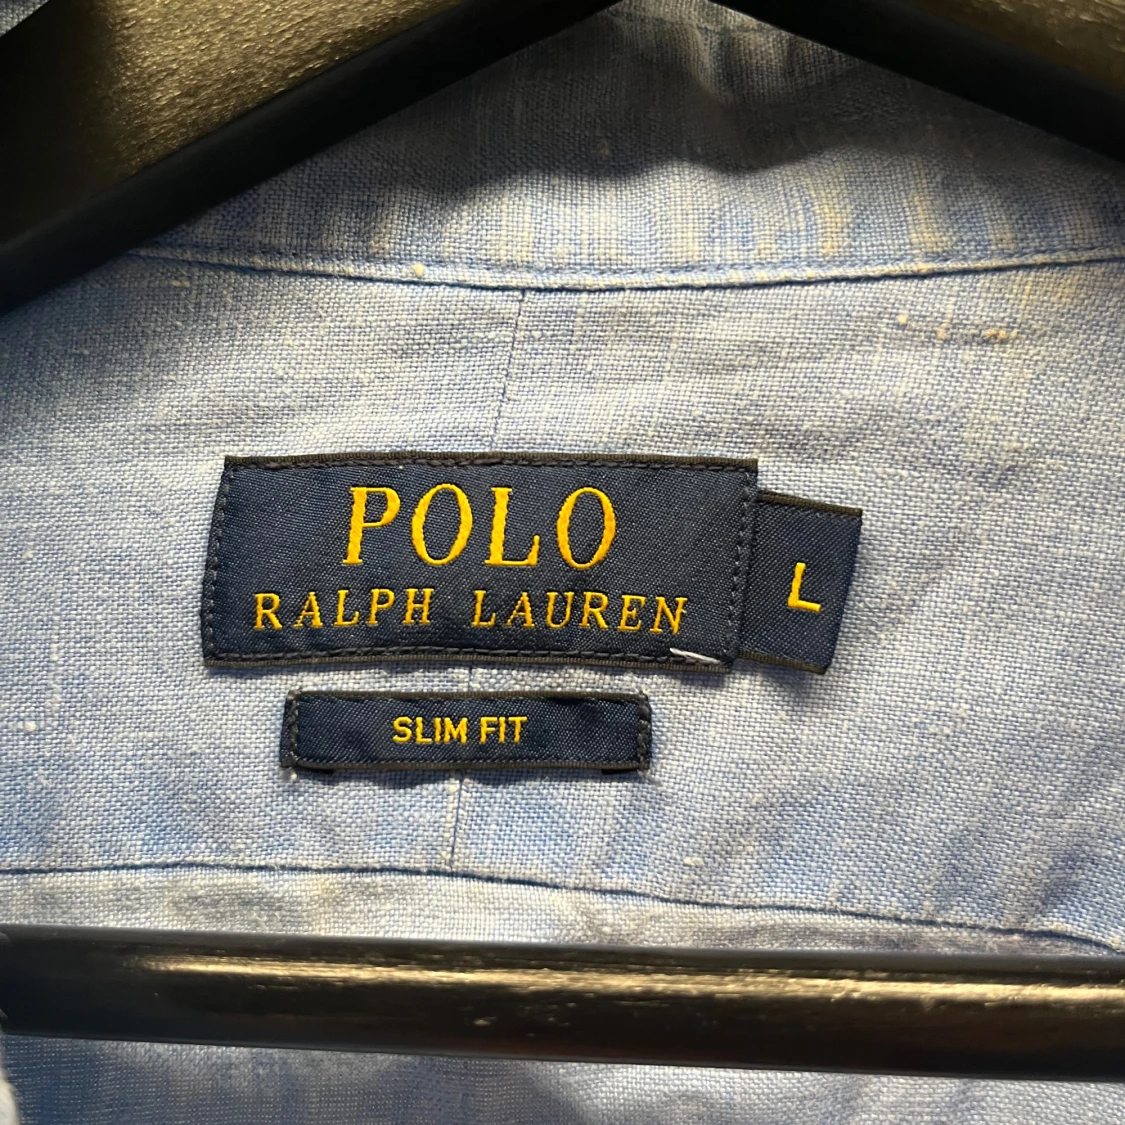 POLO
RALPH LAUREN
L
SLIM FIT